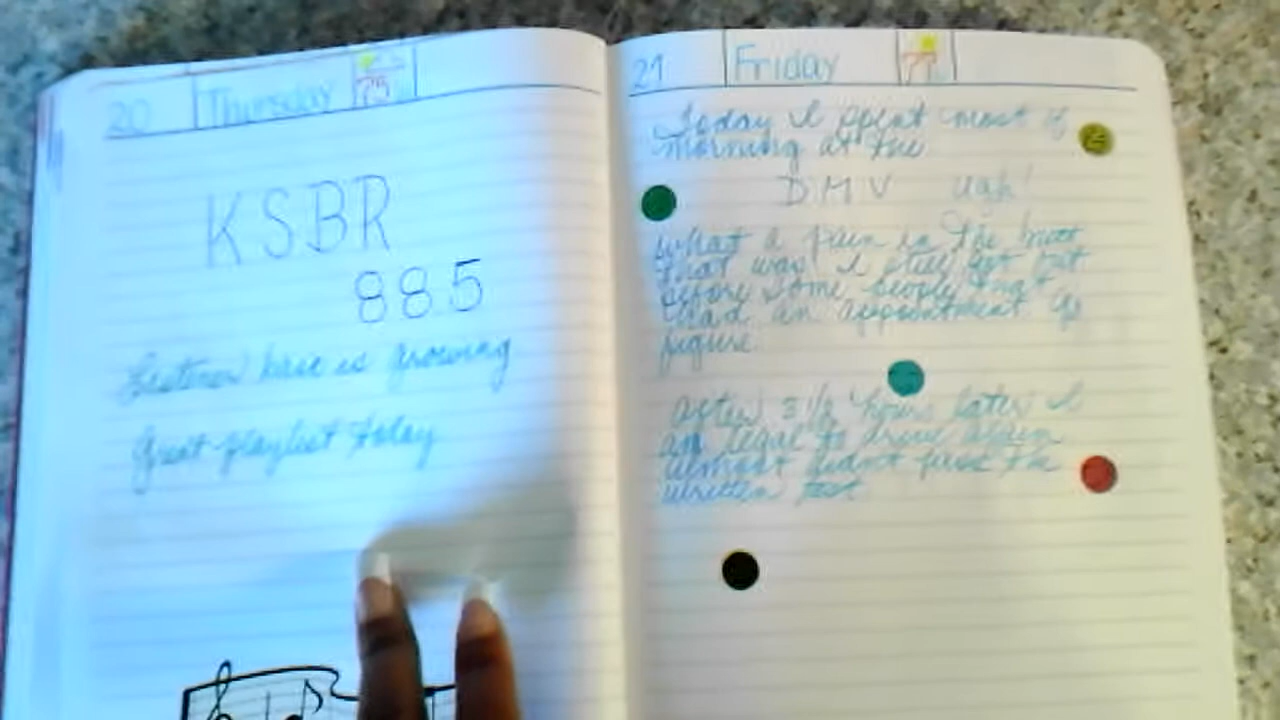 20 Thursday 75
KSBR
88.5
Listener base is growing
Great playlist today
21 Friday 77
Today I spent most of
morning at the
DMV Ugh!
What a pain in the butt
that was I still got out
before some people that
had an appointment go
figure.
After 3 1/2 hours later I
am legal to drive again
almost didn't pass the
written test